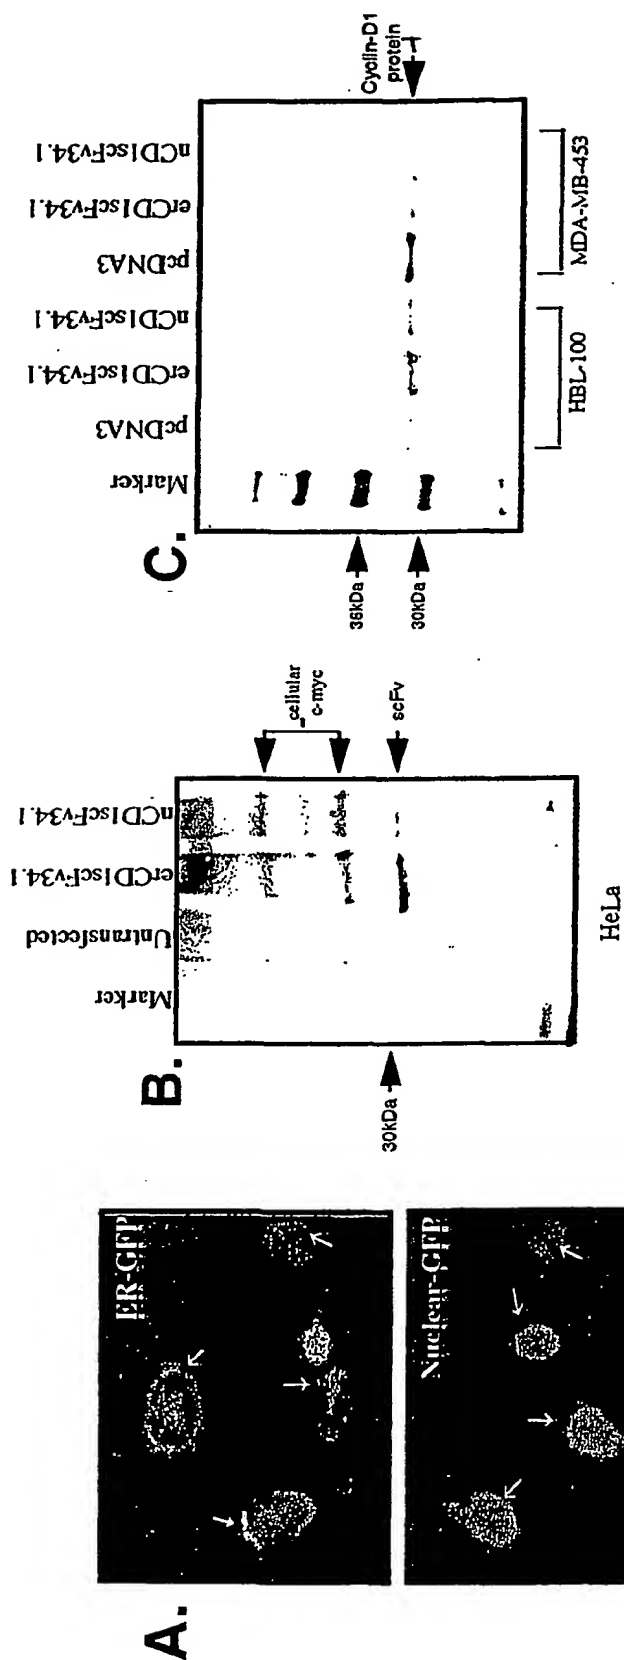 A.
ER-GFP
Nuclear-GFP
B.
Marker
Untransfected
erCD1scFv34.1
nCD1scFv34.1
30kDa
cellular
c-myc
scFv
HeLa
C.
Marker
pcDNA3
erCD1scFv34.1
nCD1scFv34.1
pcDNA3
erCD1scFv34.1
nCD1scFv34.1
36kDa
30kDa
Cyclin-D1
protein
HBL-100
MDA-MB-453